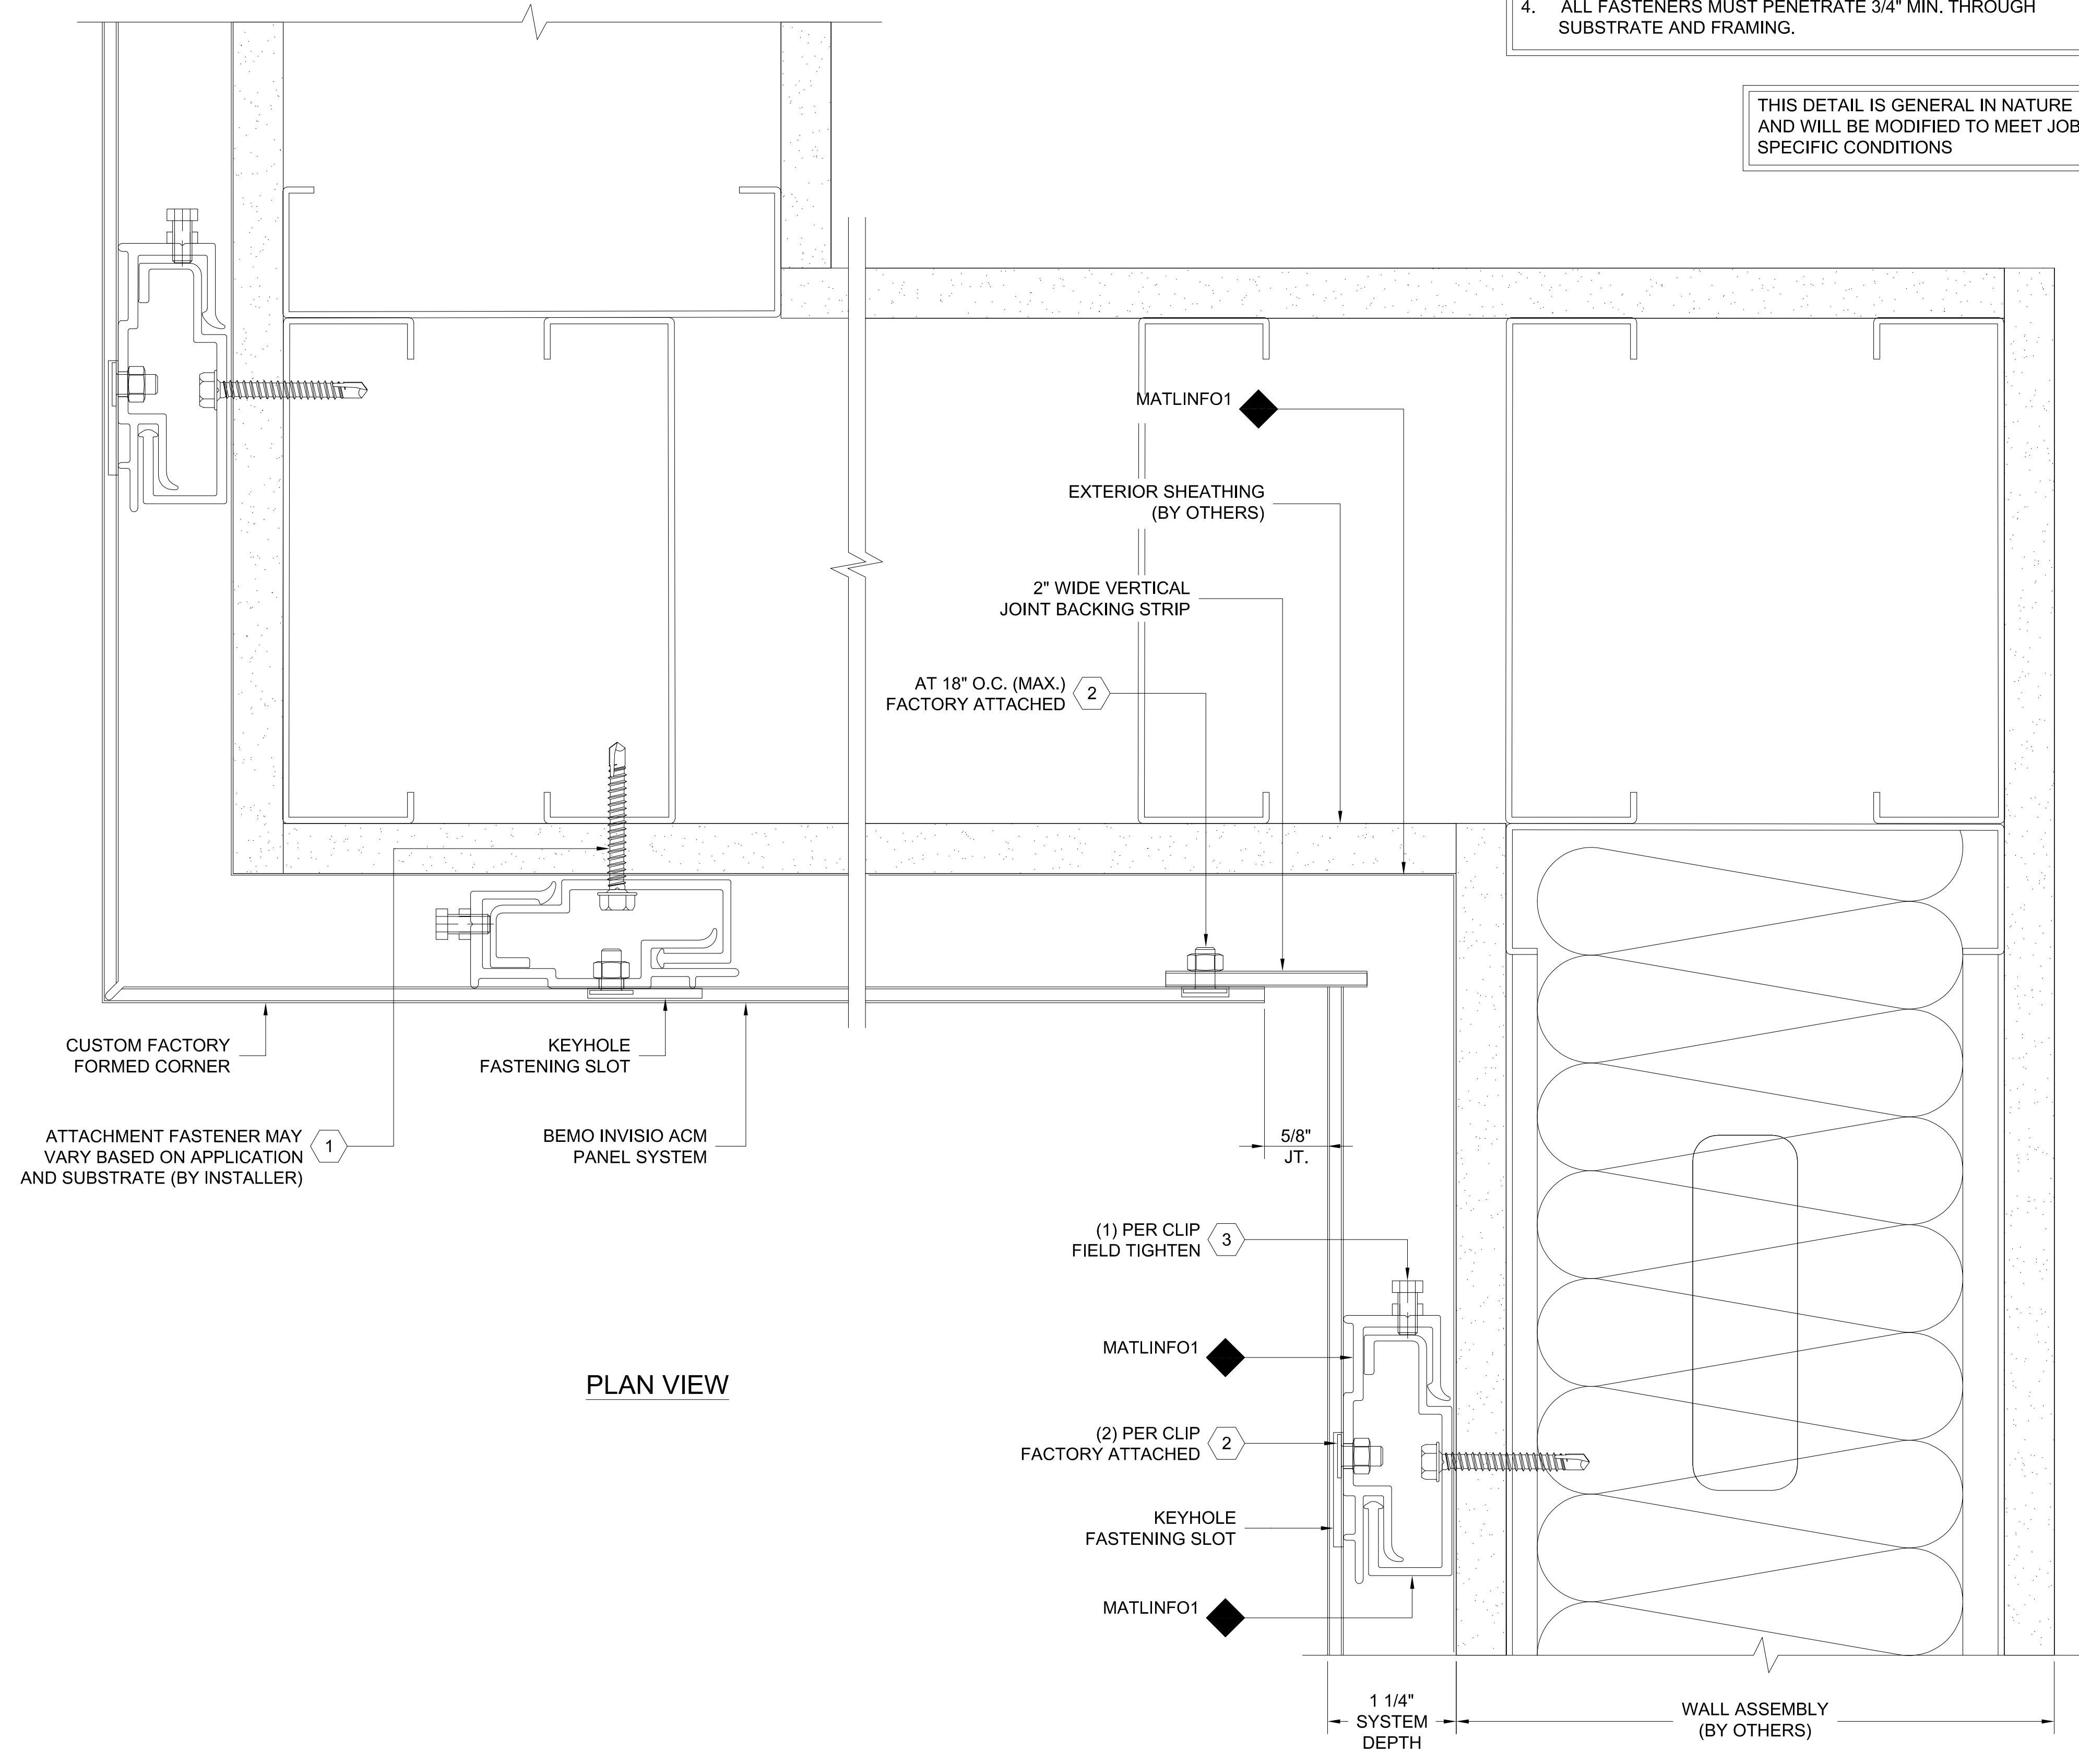 4. ALL FASTENERS MUST PENETRATE 3/4" MIN. THROUGH
SUBSTRATE AND FRAMING.
THIS DETAIL IS GENERAL IN NATURE
AND WILL BE MODIFIED TO MEET JOB
SPECIFIC CONDITIONS
MATLINFO1
EXTERIOR SHEATHING
(BY OTHERS)
2" WIDE VERTICAL
JOINT BACKING STRIP
AT 18" O.C. (MAX.)
FACTORY ATTACHED
2
CUSTOM FACTORY
FORMED CORNER
KEYHOLE
FASTENING SLOT
ATTACHMENT FASTENER MAY
VARY BASED ON APPLICATION
AND SUBSTRATE (BY INSTALLER)
1
BEMO INVISIO ACM
PANEL SYSTEM
5/8"
JT.
(1) PER CLIP
FIELD TIGHTEN
3
MATLINFO1
PLAN VIEW
(2) PER CLIP
FACTORY ATTACHED
2
KEYHOLE
FASTENING SLOT
MATLINFO1
1 1/4"
SYSTEM
DEPTH
WALL ASSEMBLY
(BY OTHERS)